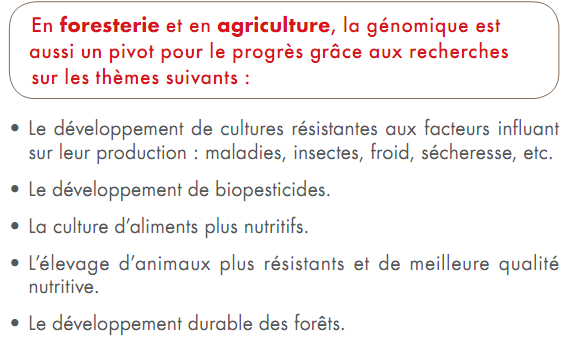 En foresterie et en agriculture, la génomique est
aussi un pivot pour le progrès grâce aux recherches
sur les thèmes suivants :
• Le développement de cultures résistantes aux facteurs influant
sur leur production : maladies, insectes, froid, sécheresse, etc.
• Le développement de biopesticides.
• La culture d’aliments plus nutritifs.
• L’élevage d’animaux plus résistants et de meilleure qualité
nutritive.
• Le développement durable des forêts.